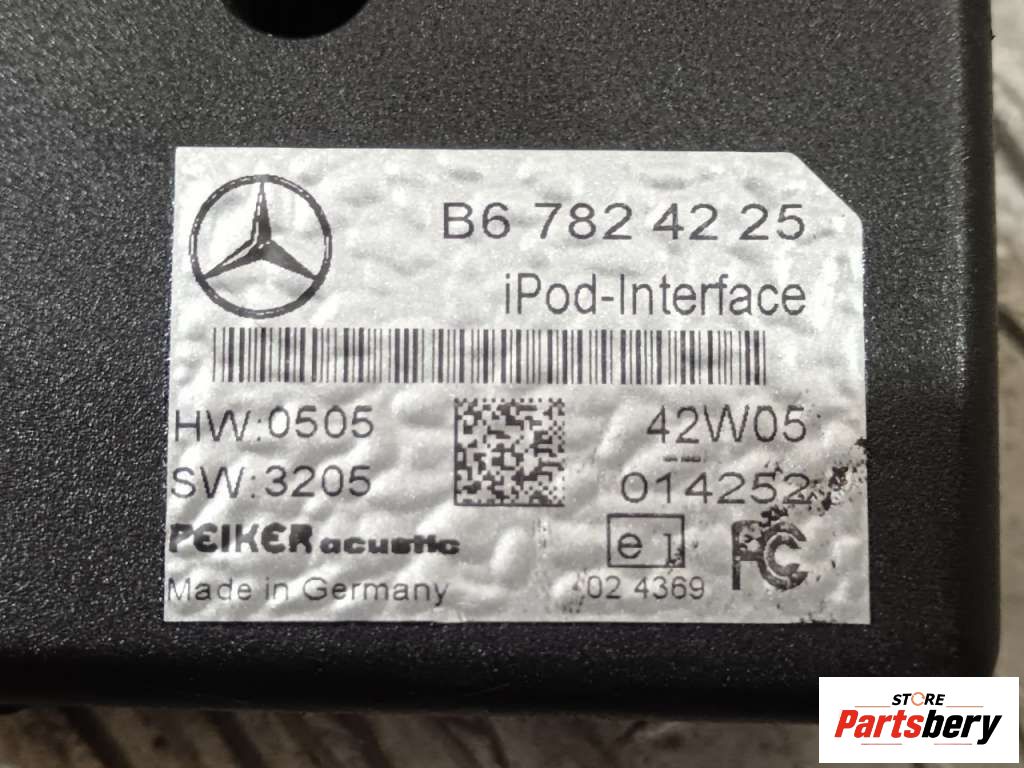 B6 782 42 25
iPod-Interface
HW:0505
42W05
SW:3205
014252
PEIKER acustic
e1
FC
Made in Germany
02 4369
STORE
Partsbery